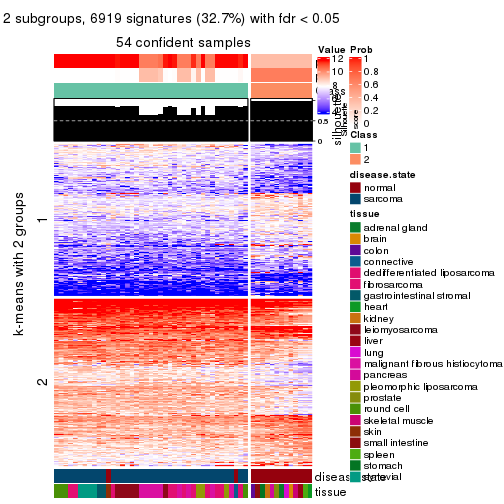 2 subgroups, 6919 signatures (32.7%) with fdr < 0.05
54 confident samples
k-means with 2 groups
1
2
silhouette
score
0.5
0
disease.state
tissue
Value
12
10
8
6
4
Prob
1
0.8
0.6
0.4
0.2
0
Class
1
2
disease.state
normal
sarcoma
tissue
adrenal gland
brain
colon
connective
dedifferentiated liposarcoma
fibrosarcoma
gastrointestinal stromal
heart
kidney
leiomyosarcoma
liver
lung
malignant fibrous histiocytoma
pancreas
pleomorphic liposarcoma
prostate
round cell
skeletal muscle
skin
small intestine
spleen
stomach
synovial